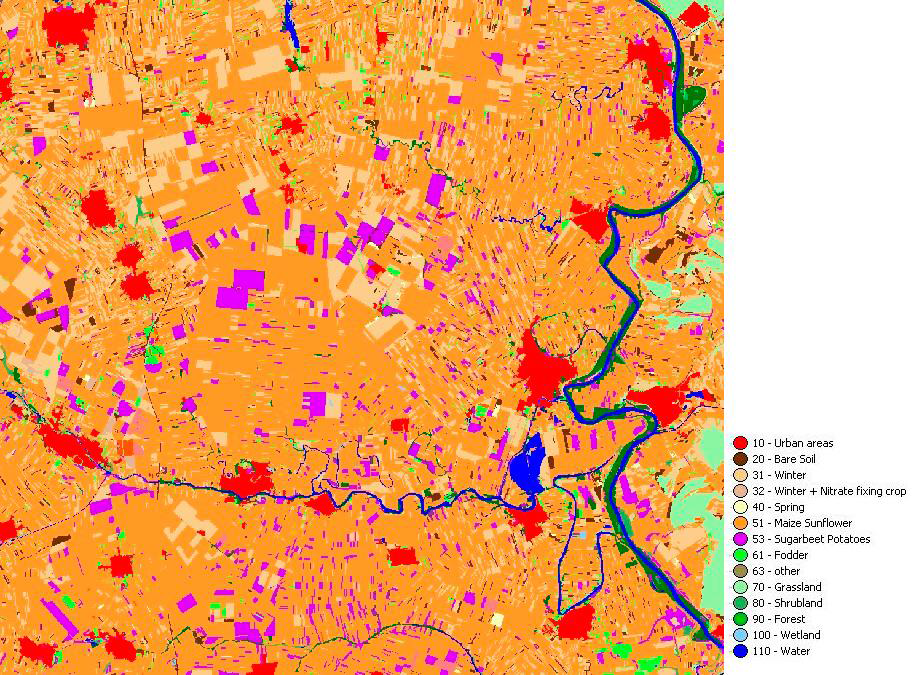 10 - Urban areas
20 - Bare Soil
31 - Winter
32 - Winter + Nitrate fixing crop
40 - Spring
51 - Maize Sunflower
53 - Sugarbeet Potatoes
61 - Fodder
63 - other
70 - Grassland
80 - Shrubland
90 - Forest
100 - Wetland
110 - Water